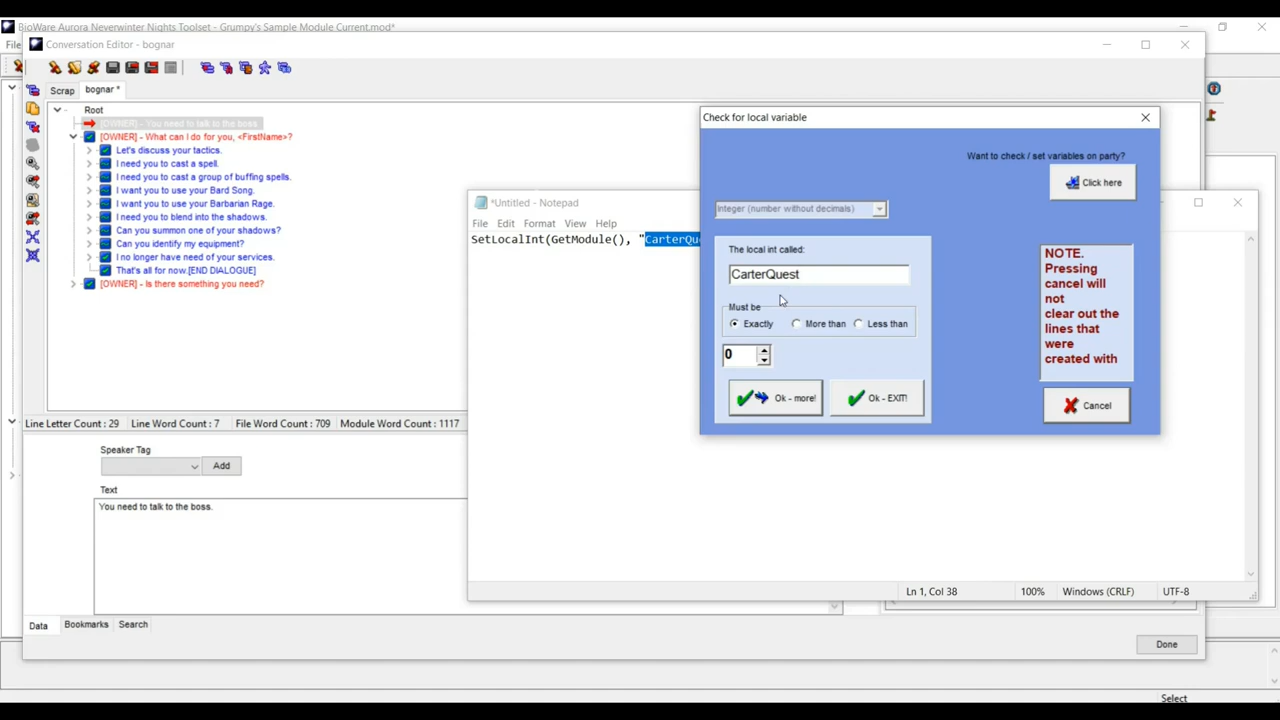 BioWare Aurora Neverwinter Nights Toolset - Grumpy's Sample Module Current.mod*
File
Conversation Editor - bognar
Scrap
bognar *
Root
[OWNER] - You need to talk to the boss
[OWNER] - What can I do for you, <FirstName>?
Let's discuss your tactics.
I need you to cast a spell.
I need you to cast a group of buffing spells.
I want you to use your Bard Song.
I want you to use your Barbarian Rage.
I need you to blend into the shadows.
Can you summon one of your shadows?
Can you identify my equipment?
I no longer have need of your services.
That's all for now.[END DIALOGUE]
[OWNER] - Is there something you need?
Line Letter Count : 29
Line Word Count : 7
File Word Count : 709
Module Word Count : 1117
Speaker Tag
Add
Text
You need to talk to the boss.
Data
Bookmarks
Search
Done
Select
*Untitled - Notepad
File
Edit
Format
View
Help
SetLocalInt(GetModule(), "CarterQu
Ln 1, Col 38
100%
Windows (CRLF)
UTF-8
Check for local variable
Want to check / set variables on party?
Click here
Integer (number without decimals)
The local int called:
CarterQuest
Must be
Exactly
More than
Less than
0
Ok - more!
Ok - EXIT!
NOTE.
Pressing
cancel will
not
clear out the
lines that
were
created with
Cancel